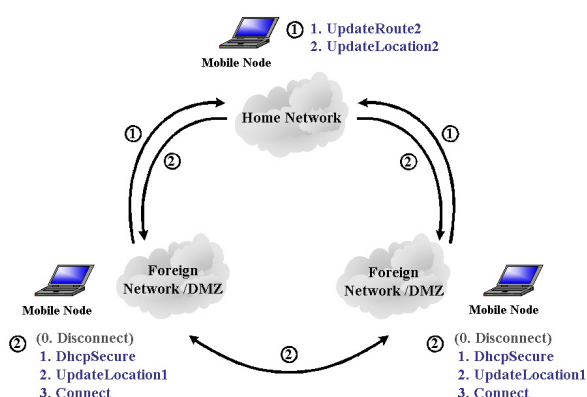 ① 1. UpdateRoute2
2. UpdateLocation2
Mobile Node
Home Network
①
②
②
①
Foreign
Network /DMZ
Foreign
Network /DMZ
Mobile Node
Mobile Node
② (0. Disconnect)
1. DhcpSecure
2. UpdateLocation1
3. Connect
②
② (0. Disconnect)
1. DhcpSecure
2. UpdateLocation1
3. Connect